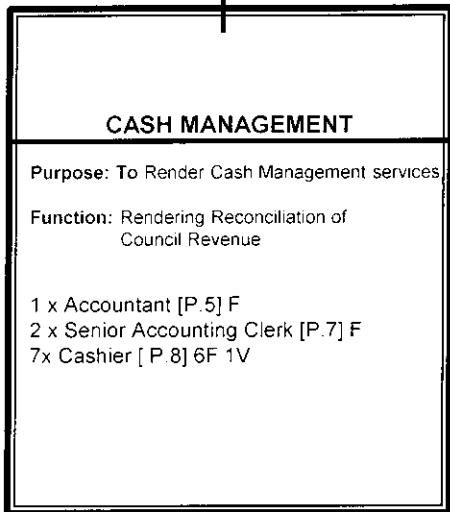 CASH MANAGEMENT
Purpose: To Render Cash Management services
Function: Rendering Reconciliation of
Council Revenue
1 x Accountant [P.5] F
2 x Senior Accounting Clerk [P.7] F
7x Cashier [ P.8] 6F 1V